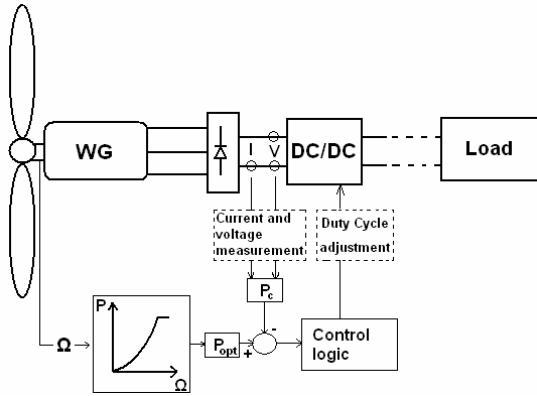 WG
I
V
DC/DC
Load
Current and
voltage
measurement
Duty Cycle
adjustment
P
Ω
Ω
Popt
+
-
Pc
Control
logic